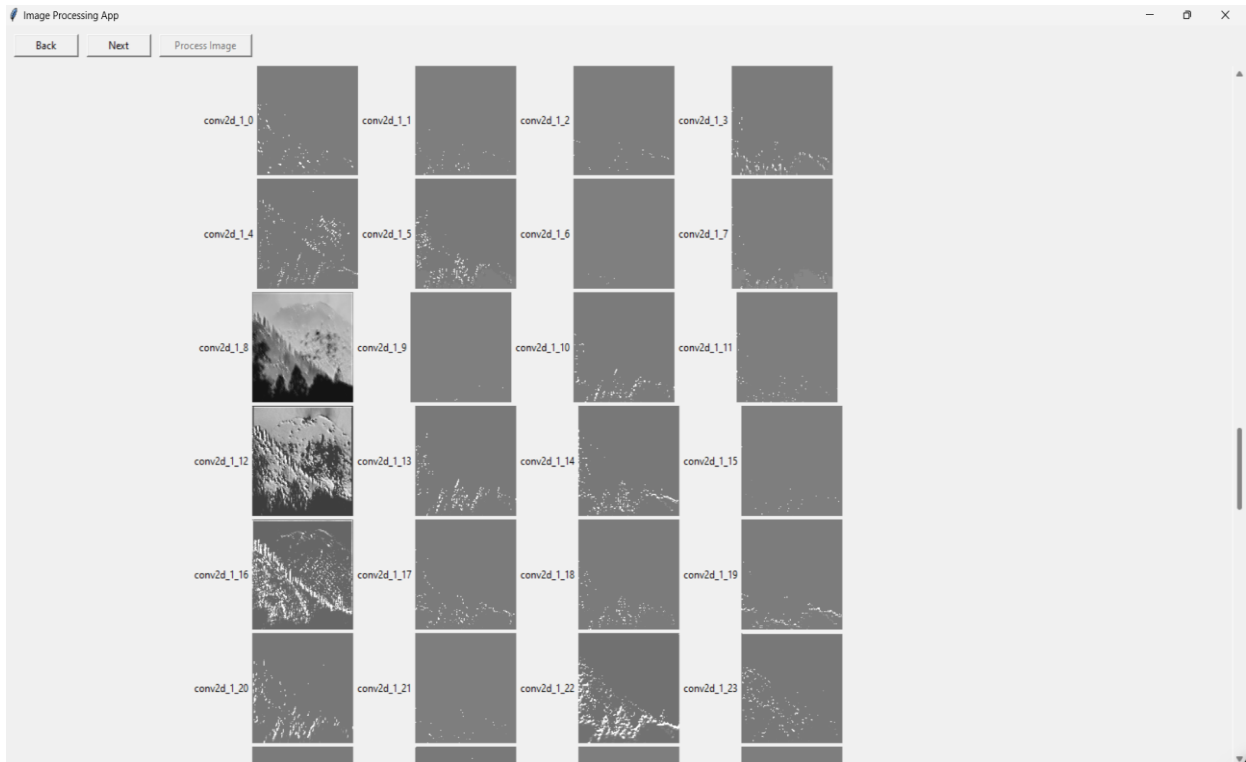 Image Processing App
Back Next Process Image
conv2d_1_0 conv2d_1_1 conv2d_1_2 conv2d_1_3
conv2d_1_4 conv2d_1_5 conv2d_1_6 conv2d_1_7
conv2d_1_8 conv2d_1_9 conv2d_1_10 conv2d_1_11
conv2d_1_12 conv2d_1_13 conv2d_1_14 conv2d_1_15
conv2d_1_16 conv2d_1_17 conv2d_1_18 conv2d_1_19
conv2d_1_20 conv2d_1_21 conv2d_1_22 conv2d_1_23